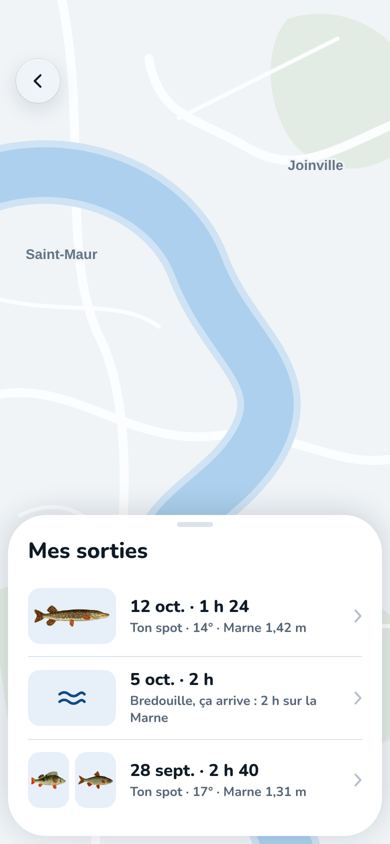 Joinville
Saint-Maur
Mes sorties
12 oct. · 1 h 24
Ton spot · 14° · Marne 1,42 m
5 oct. · 2 h
Bredouille, ça arrive : 2 h sur la
Marne
28 sept. · 2 h 40
Ton spot · 17° · Marne 1,31 m